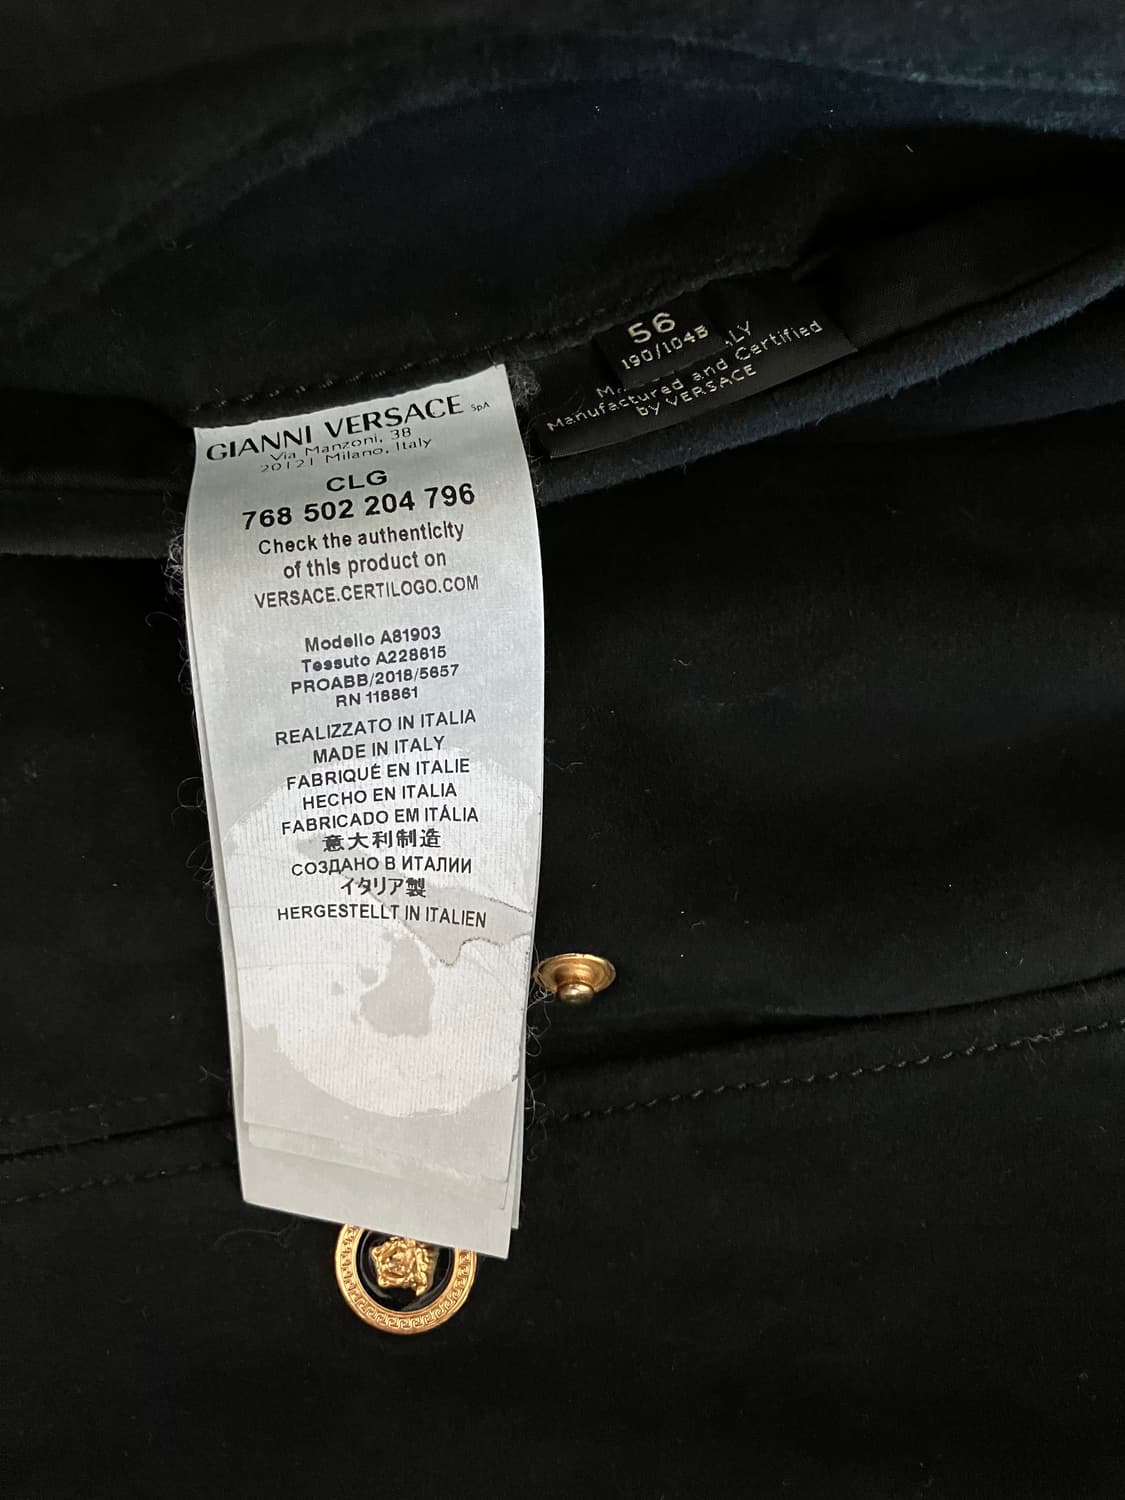 GIANNI VERSACE SpA
Via Manzoni, 38
20121 Milano, Italy
CLG
768 502 204 796
Check the authenticity
of this product on
VERSACE.CERTILOGO.COM
Modello A81903
Tessuto A228615
PROABB/2018/5657
RN 118861
REALIZZATO IN ITALIA
MADE IN ITALY
FABRIQUÉ EN ITALIE
HECHO EN ITALIA
FABRICADO EM ITÁLIA
意大利制造
СОЗДАНО В ИТАЛИИ
イタリア製
HERGESTELLT IN ITALIEN
56
190/104B
Manufactured and Certified
by VERSACE